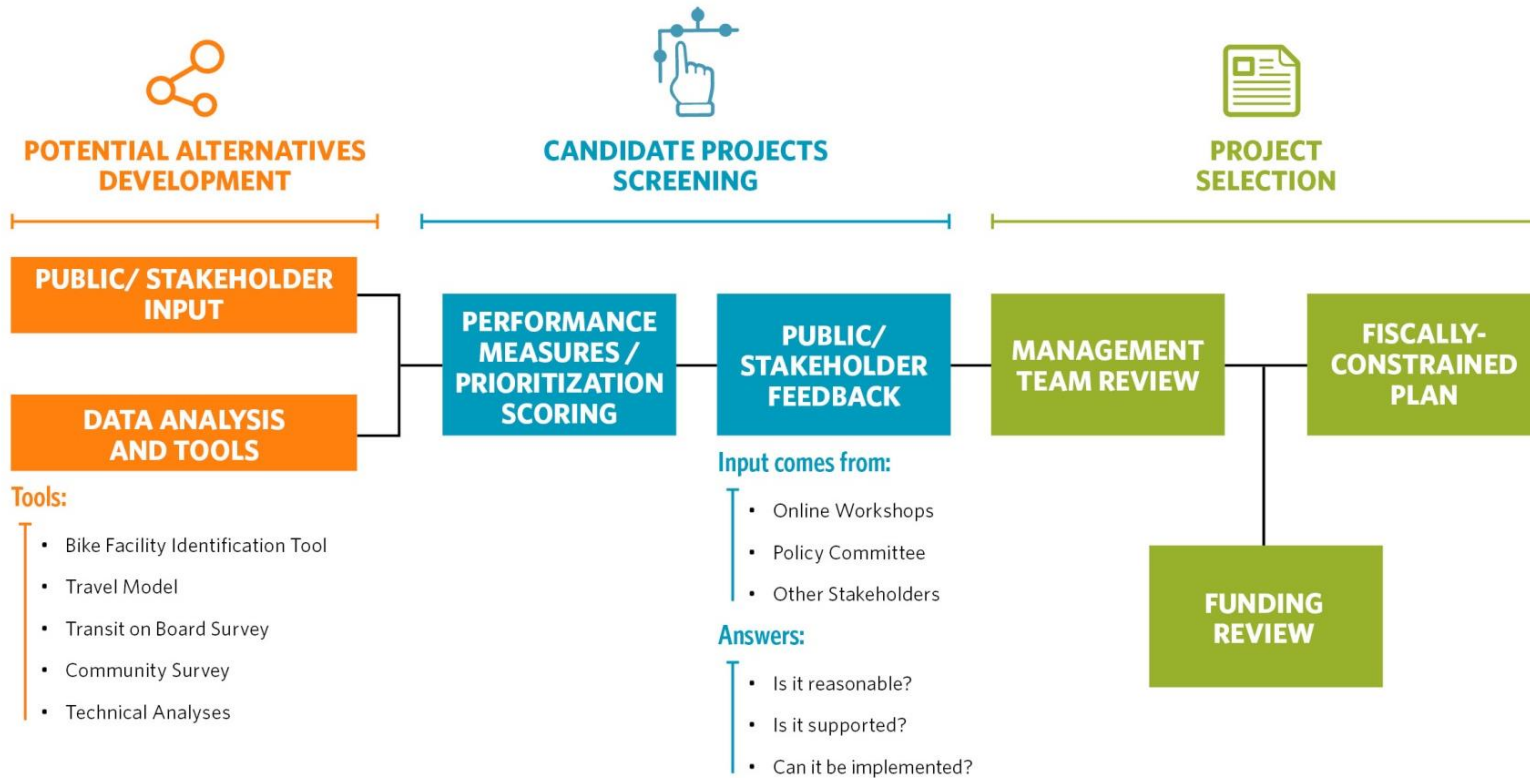 POTENTIAL ALTERNATIVES
DEVELOPMENT
CANDIDATE PROJECTS
SCREENING
PROJECT
SELECTION
PUBLIC/ STAKEHOLDER
INPUT
DATA ANALYSIS
AND TOOLS
Tools:
• Bike Facility Identification Tool
• Travel Model
• Transit on Board Survey
• Community Survey
• Technical Analyses
PERFORMANCE
MEASURES /
PRIORITIZATION
SCORING
PUBLIC/
STAKEHOLDER
FEEDBACK
Input comes from:
• Online Workshops
• Policy Committee
• Other Stakeholders
Answers:
• Is it reasonable?
• Is it supported?
• Can it be implemented?
MANAGEMENT
TEAM REVIEW
FISCALLY-
CONSTRAINED
PLAN
FUNDING
REVIEW